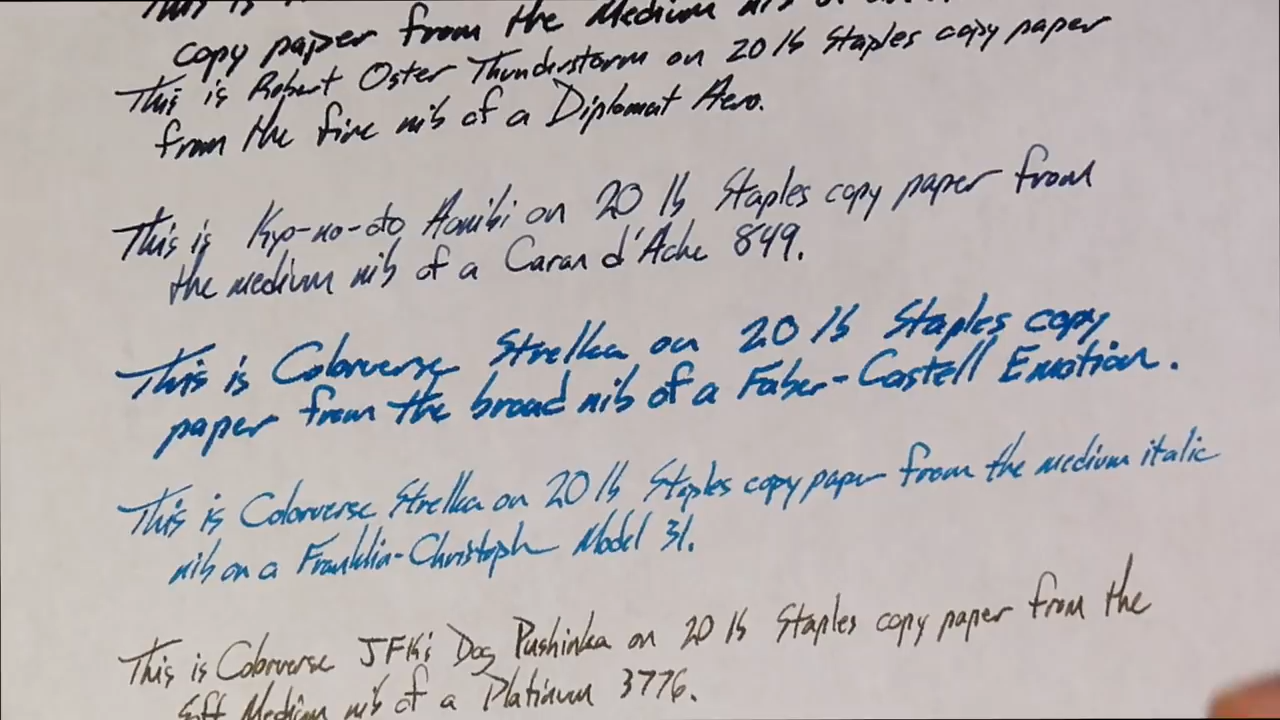 This is
copy paper from the Medium nib of
This is Robert Oster Thunderstorm on 20 lb Staples copy paper
from the fine nib of a Diplomat Aero.
This is Kyo-no-oto Aonibi on 20 lb Staples copy paper from
the medium nib of a Caran d'Ache 849.
This is Colorverse Strelka on 20 lb Staples copy
paper from the broad nib of a Faber-Castell Emotion.
This is Colorverse Strelka on 20 lb Staples copy paper from the medium italic
nib on a Franklin-Christoph Model 31.
This is Colorverse JFK's Dog Pushinka on 20 lb Staples copy paper from the
Soft Medium nib of a Platinum 3776.